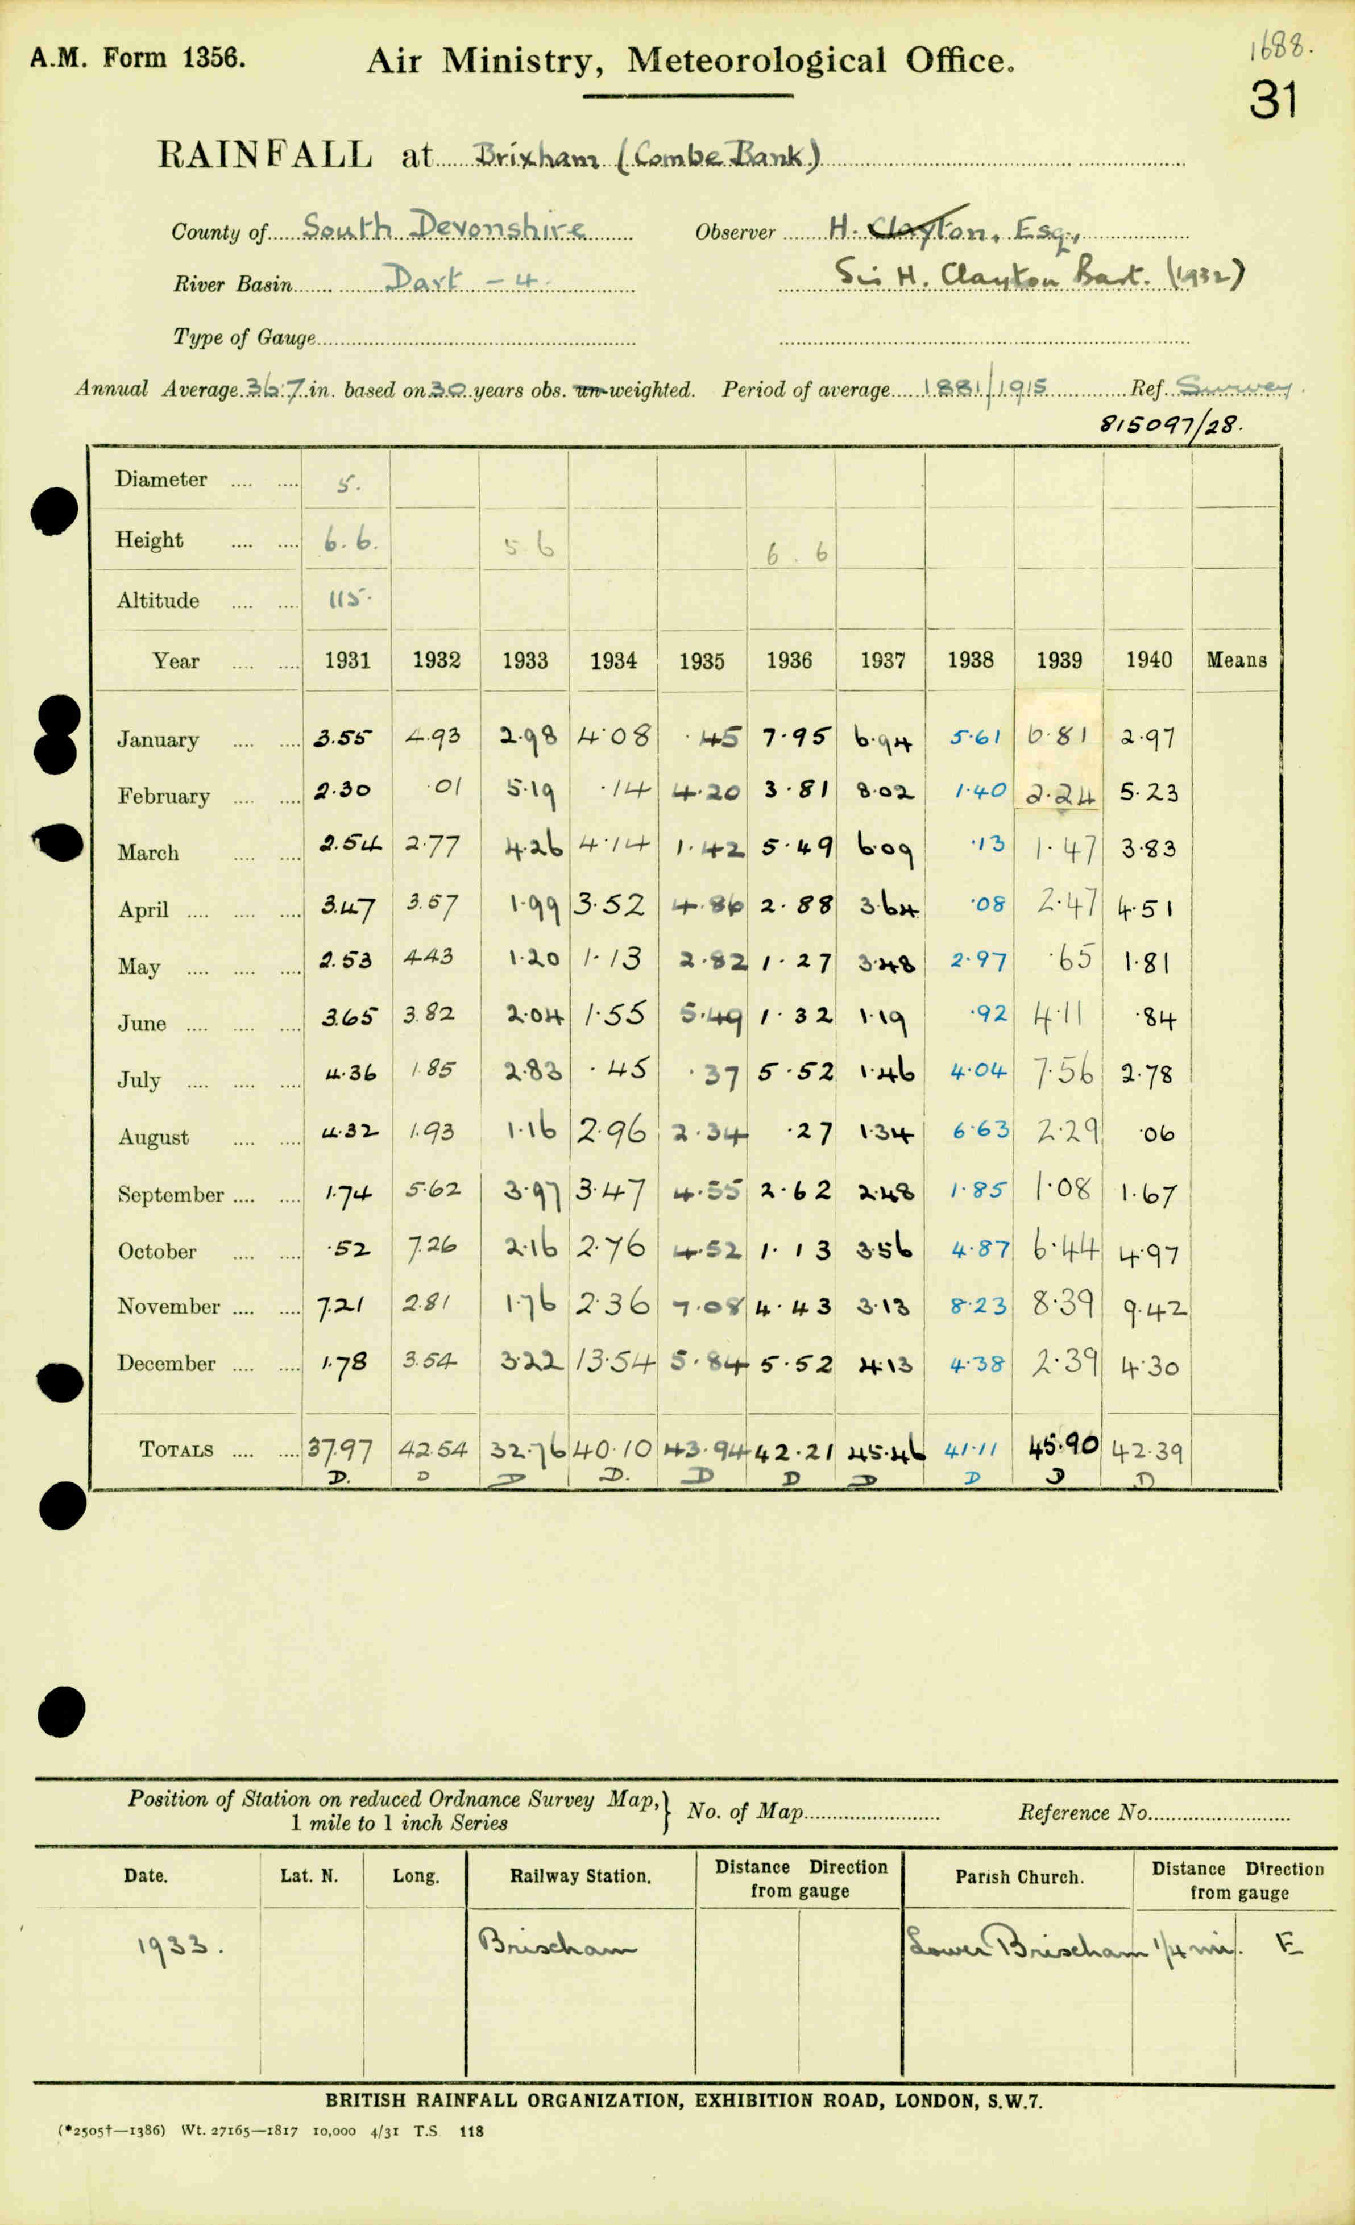 A.M. Form 1356. Air Ministry, Meteorological Office. 1688.
31
RAINFALL at Brixham (Combe Bank)
County of South Devonshire Observer H. Clayton, Esq.,
River Basin Dart - 4. Sir H. Clayton Bart. (1932)
Type of Gauge
Annual Average 36.7 in. based on 30 years obs. un-weighted. Period of average 1881/1915 Ref. Survey
815097/28.
Diameter .... .... 5.
Height .... .... 6.6. 5 6 6.6
Altitude .... .... 115.
Year .... .... 1931 1932 1933 1934 1935 1936 1937 1938 1939 1940 Means
January .... .... 3.55 4.93 2.98 4.08 .45 7.95 6.94 5.61 6.81 2.97
February .... .... 2.30 .01 5.19 .14 4.20 3.81 8.02 1.40 2.24 5.23
March .... .... 2.54 2.77 4.26 4.14 1.42 5.49 6.09 .13 1.47 3.83
April .... .... .... 3.47 3.57 1.99 3.52 4.86 2.88 3.64 .08 2.47 4.51
May .... .... .... 2.53 4.43 1.20 1.13 2.82 1.27 3.48 2.97 .65 1.81
June .... .... .... 3.65 3.82 2.04 1.55 5.49 1.32 1.19 .92 4.11 .84
July .... .... .... 4.36 1.85 2.83 .45 .37 5.52 1.46 4.04 7.56 2.78
August .... .... 4.32 1.93 1.16 2.96 2.34 .27 1.34 6.63 2.29 .06
September .... .... 1.74 5.62 3.97 3.47 4.55 2.62 2.48 1.85 1.08 1.67
October .... .... .52 7.26 2.16 2.76 4.52 1.13 3.56 4.87 6.44 4.97
November .... .... 7.21 2.81 1.76 2.36 7.08 4.43 3.13 8.23 8.39 9.42
December .... .... 1.78 3.54 3.22 13.54 5.84 5.52 4.13 4.38 2.39 4.30
TOTALS .... .... 37.97 42.54 32.76 40.10 43.94 42.21 45.46 41.11 45.90 42.39
D. D D D. D D D D D D
Position of Station on reduced Ordnance Survey Map,} No. of Map Reference No.
1 mile to 1 inch Series
Date. Lat. N. Long. Railway Station. Distance Direction from gauge Parish Church. Distance Direction from gauge
1933. Brixham Lower Brixham 1/4 mi. E
BRITISH RAINFALL ORGANIZATION, EXHIBITION ROAD, LONDON, S.W.7.
(*2505†—1386) Wt. 27165—1817 10,000 4/31 T.S 118